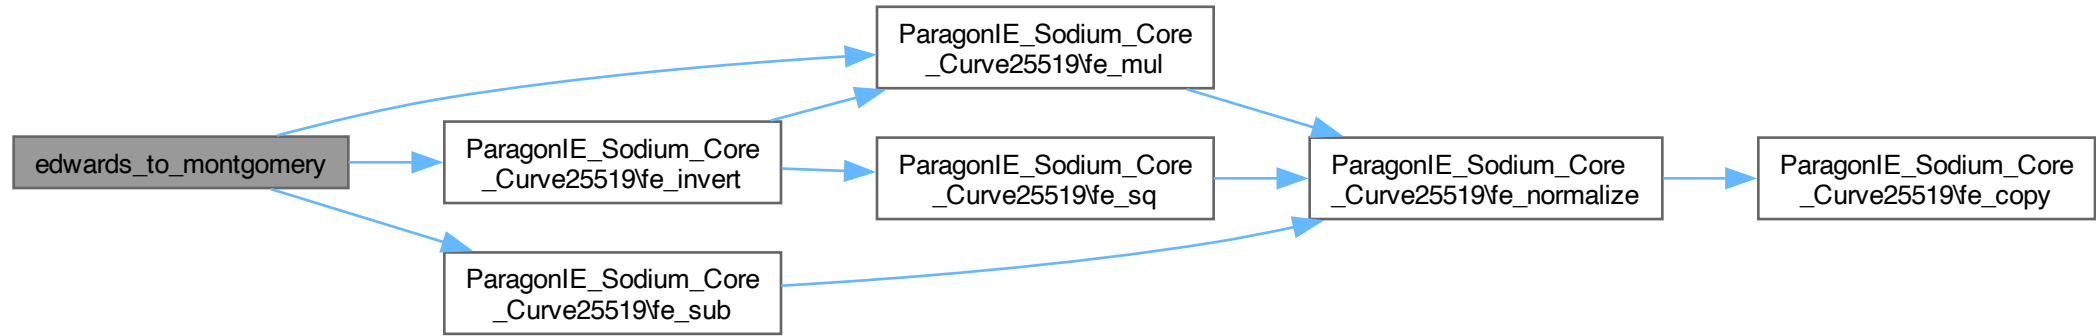 edwards_to_montgomery
ParagonIE_Sodium_Core
_Curve25519\fe_mul
ParagonIE_Sodium_Core
_Curve25519\fe_invert
ParagonIE_Sodium_Core
_Curve25519\fe_sub
ParagonIE_Sodium_Core
_Curve25519\fe_sq
ParagonIE_Sodium_Core
_Curve25519\fe_normalize
ParagonIE_Sodium_Core
_Curve25519\fe_copy